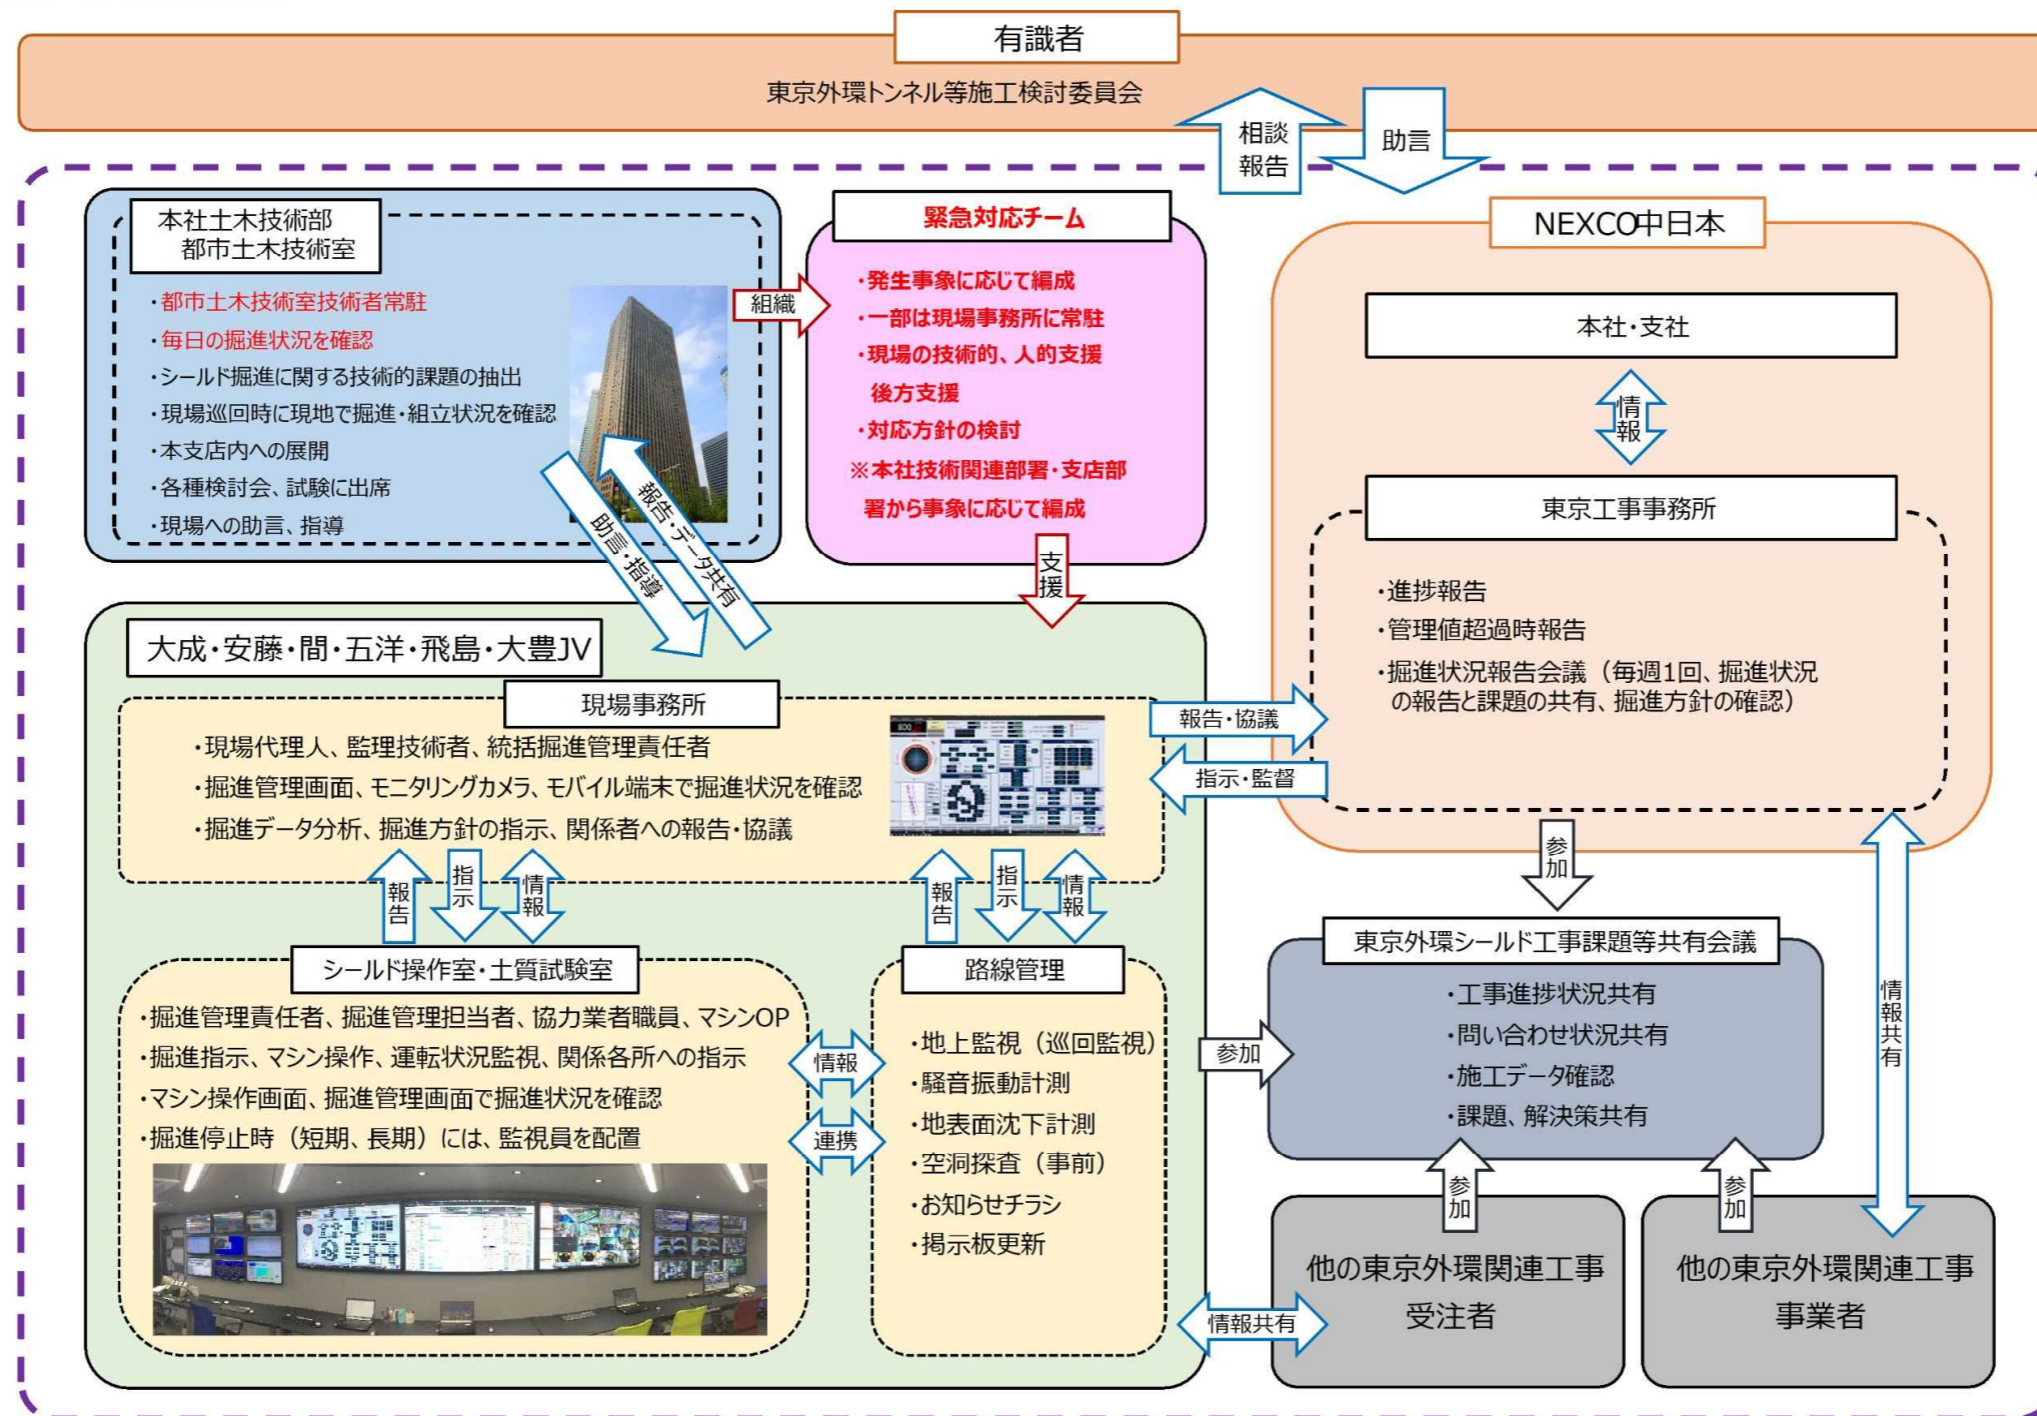 有識者
東京外環トンネル等施工検討委員会
相談
報告
助言
本社土木技術部
都市土木技術室
・都市土木技術室技術者常駐
・毎日の掘進状況を確認
・シールド掘進に関する技術的課題の抽出
・現場巡回時に現地で掘進・組立状況を確認
・本支店内への展開
・各種検討会、試験に出席
・現場への助言、指導
組織
緊急対応チーム
・発生事象に応じて編成
・一部は現場事務所に常駐
・現場の技術的、人的支援
後方支援
・対応方針の検討
※本社技術関連部署・支店部
署から事象に応じて編成
支援
助言・指導
報告・データ共有
NEXCO中日本
本社・支社
情報
東京工事事務所
・進捗報告
・管理値超過時報告
・掘進状況報告会議（毎週1回、掘進状況
の報告と課題の共有、掘進方針の確認）
大成・安藤・間・五洋・飛島・大豊JV
現場事務所
・現場代理人、監理技術者、統括掘進管理責任者
・掘進管理画面、モニタリングカメラ、モバイル端末で掘進状況を確認
・掘進データ分析、掘進方針の指示、関係者への報告・協議
報告・協議
指示・監督
報告
指示
情報
報告
指示
情報
シールド操作室・土質試験室
・掘進管理責任者、掘進管理担当者、協力業者職員、マシンOP
・掘進指示、マシン操作、運転状況監視、関係各所への指示
・マシン操作画面、掘進管理画面で掘進状況を確認
・掘進停止時（短期、長期）には、監視員を配置
情報
連携
路線管理
・地上監視（巡回監視）
・騒音振動計測
・地表面沈下計測
・空洞探査（事前）
・お知らせチラシ
・掲示板更新
参加
参加
東京外環シールド工事課題等共有会議
・工事進捗状況共有
・問い合わせ状況共有
・施工データ確認
・課題、解決策共有
情報共有
参加
参加
他の東京外環関連工事
受注者
他の東京外環関連工事
事業者
情報共有